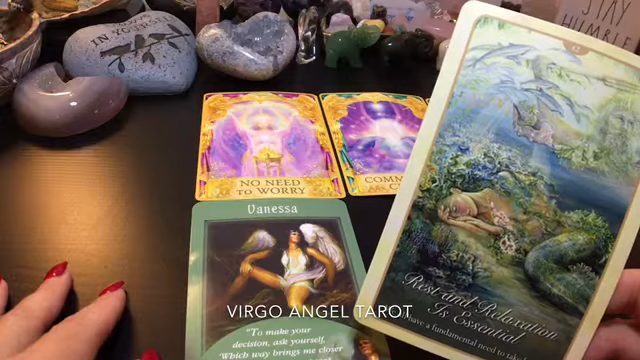 IN YOURSELF
STAY
HUMBLE
NO NEED
TO WORRY
COMM
Vanessa
"To make your
decision, ask yourself,
'Which way brings me closer
VIRGO ANGEL TAROT
Rest and Relaxation
Is Essential
have a fundamental need to take